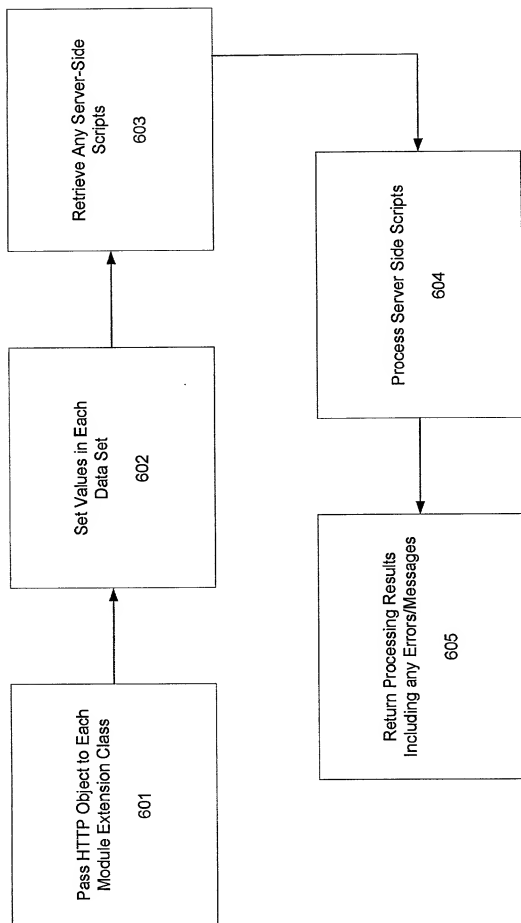 Pass HTTP Object to Each
Module Extension Class
601
Set Values in Each
Data Set
602
Retrieve Any Server-Side
Scripts
603
Process Server Side Scripts
604
Return Processing Results
Including any Errors/Messages
605